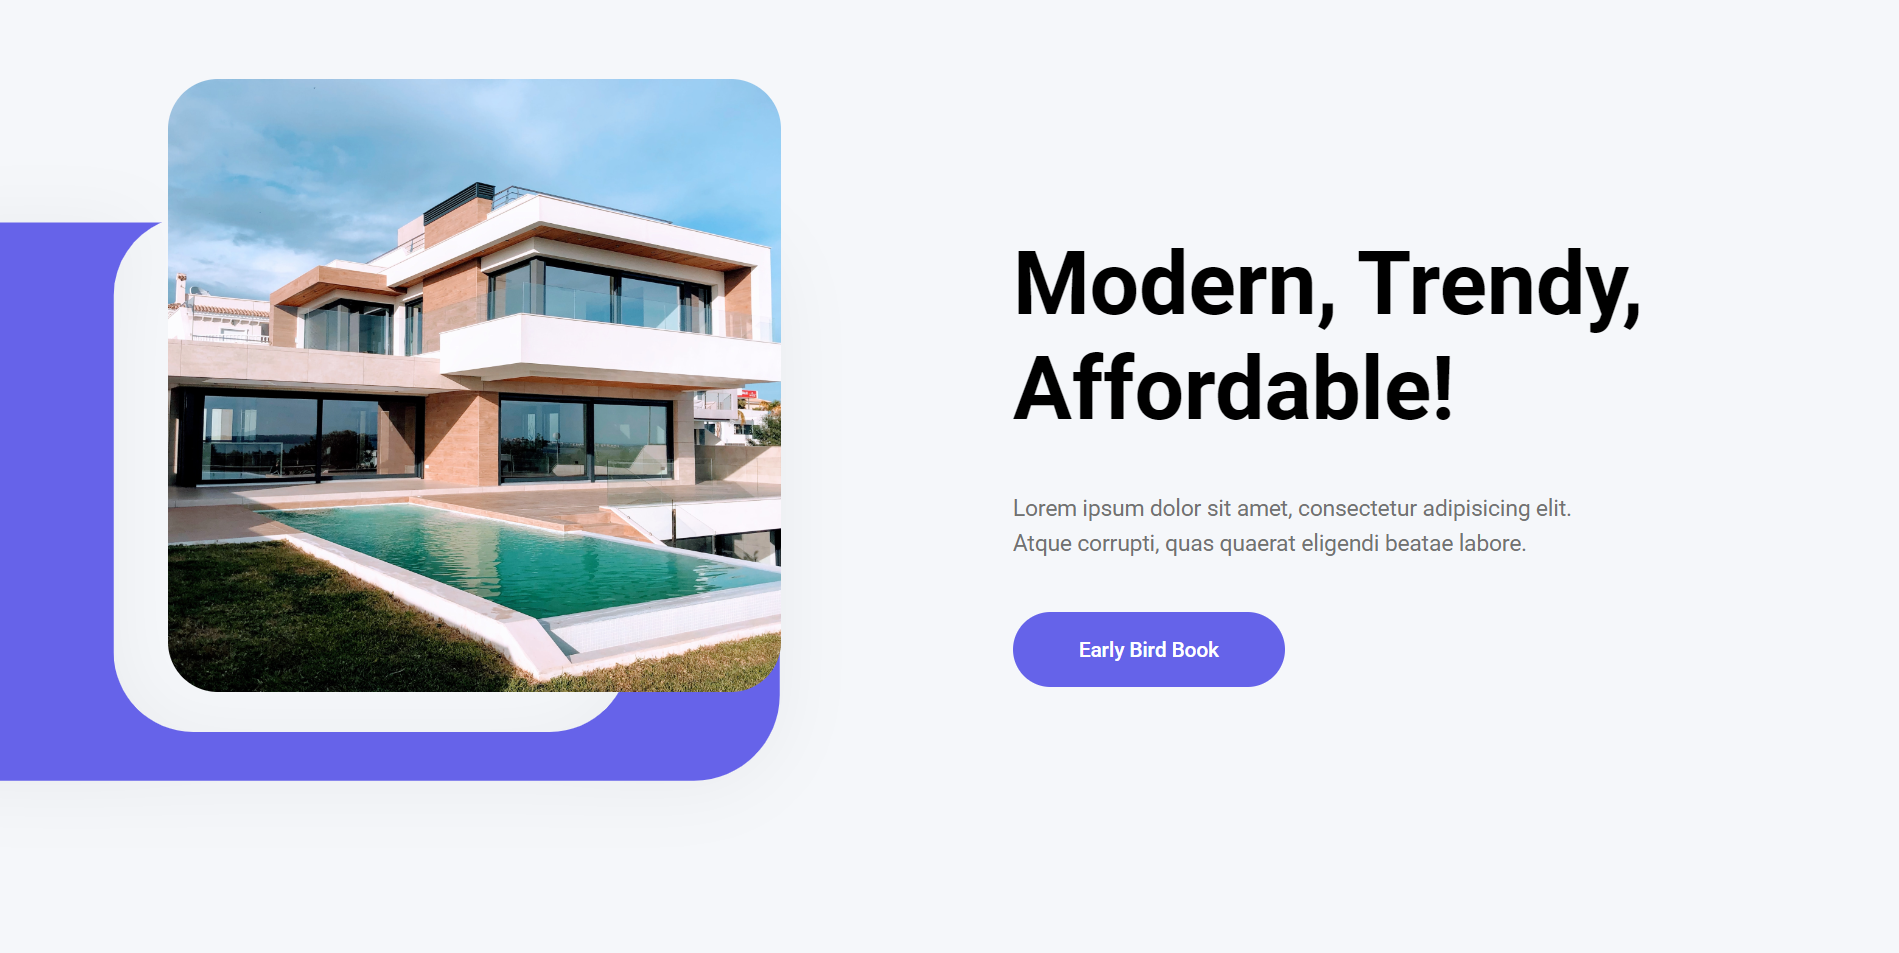 Modern, Trendy,
Affordable!
Lorem ipsum dolor sit amet, consectetur adipisicing elit.
Atque corrupti, quas quaerat eligendi beatae labore.
Early Bird Book